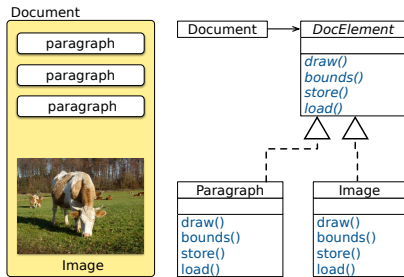 Document
paragraph
paragraph
paragraph
Image
Document
DocElement
draw()
bounds()
store()
load()
Paragraph
draw()
bounds()
store()
load()
Image
draw()
bounds()
store()
load()